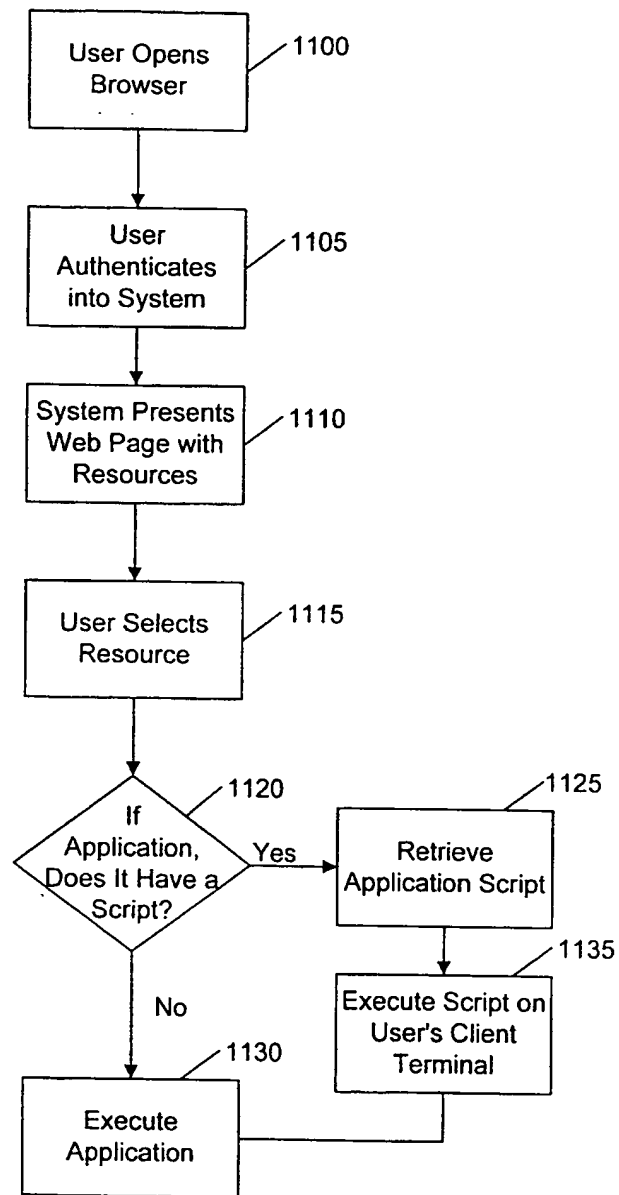 User Opens
Browser
1100
User
Authenticates
into System
1105
System Presents
Web Page with
Resources
1110
User Selects
Resource
1115
If
Application,
Does It Have a
Script?
1120
Yes
Retrieve
Application Script
1125
No
Execute Script on
User's Client
Terminal
1135
Execute
Application
1130